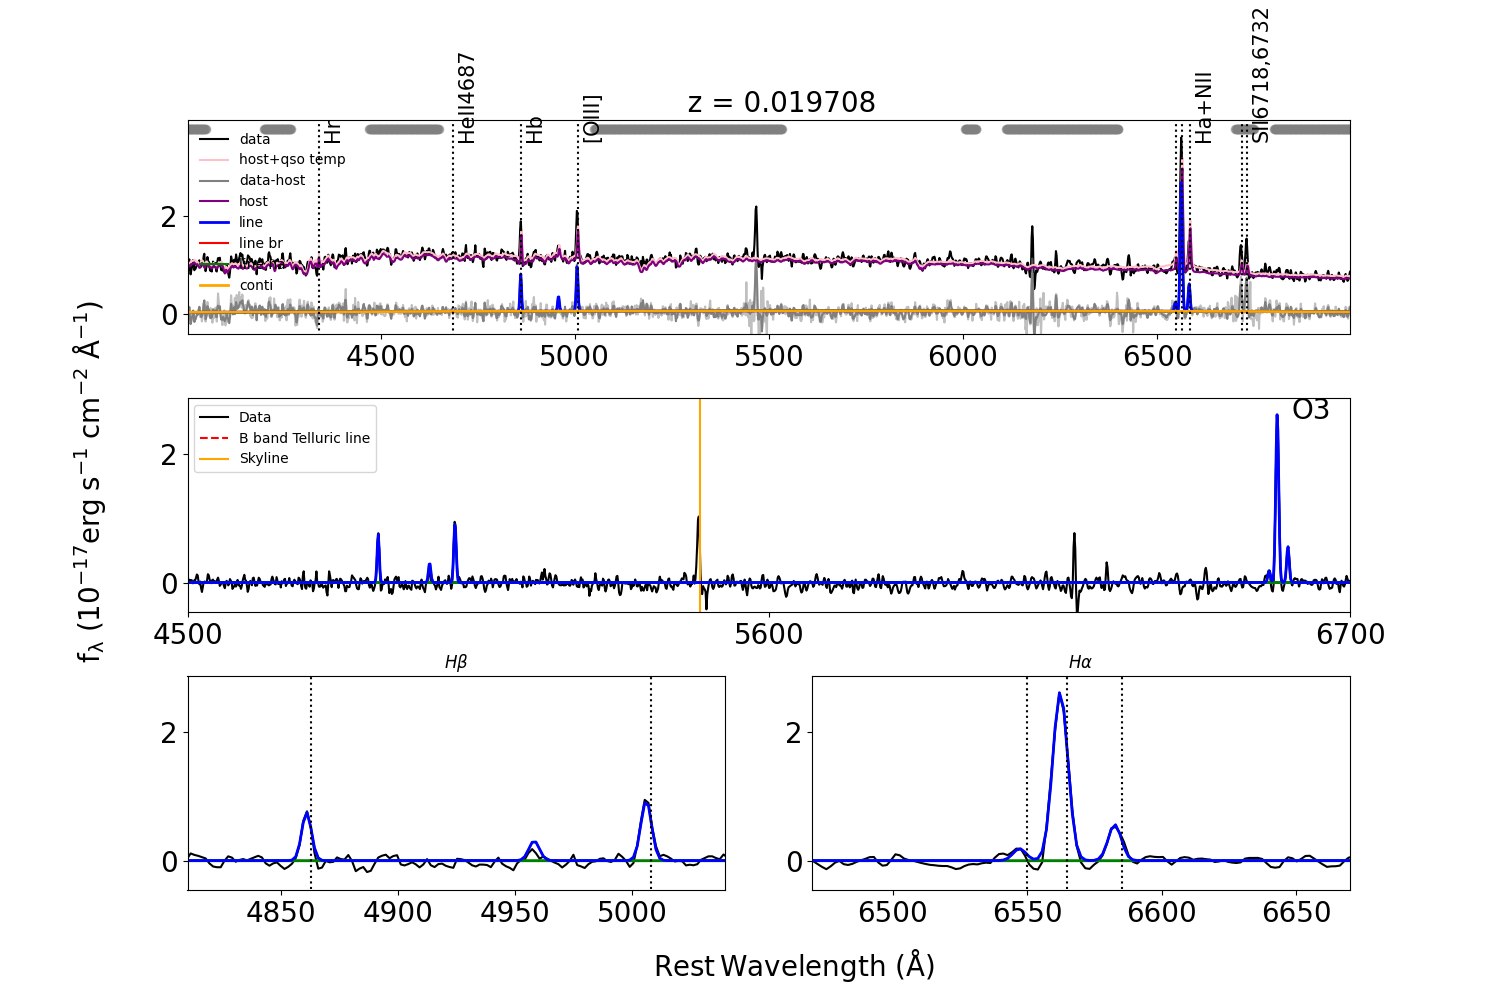 z = 0.019708
Hr
HeII4687
Hb
[OIII]
Ha+NII
SII6718,6732
data
host+qso temp
data-host
host
line
line br
conti
2
0
4500
5000
5500
6000
6500
Data
B band Telluric line
Skyline
O3
2
0
4500
5600
6700
fλ (10⁻¹⁷erg s⁻¹ cm⁻² Å⁻¹)
Hβ
2
0
4850
4900
4950
5000
Hα
2
0
6500
6550
6600
6650
Rest Wavelength (Å)